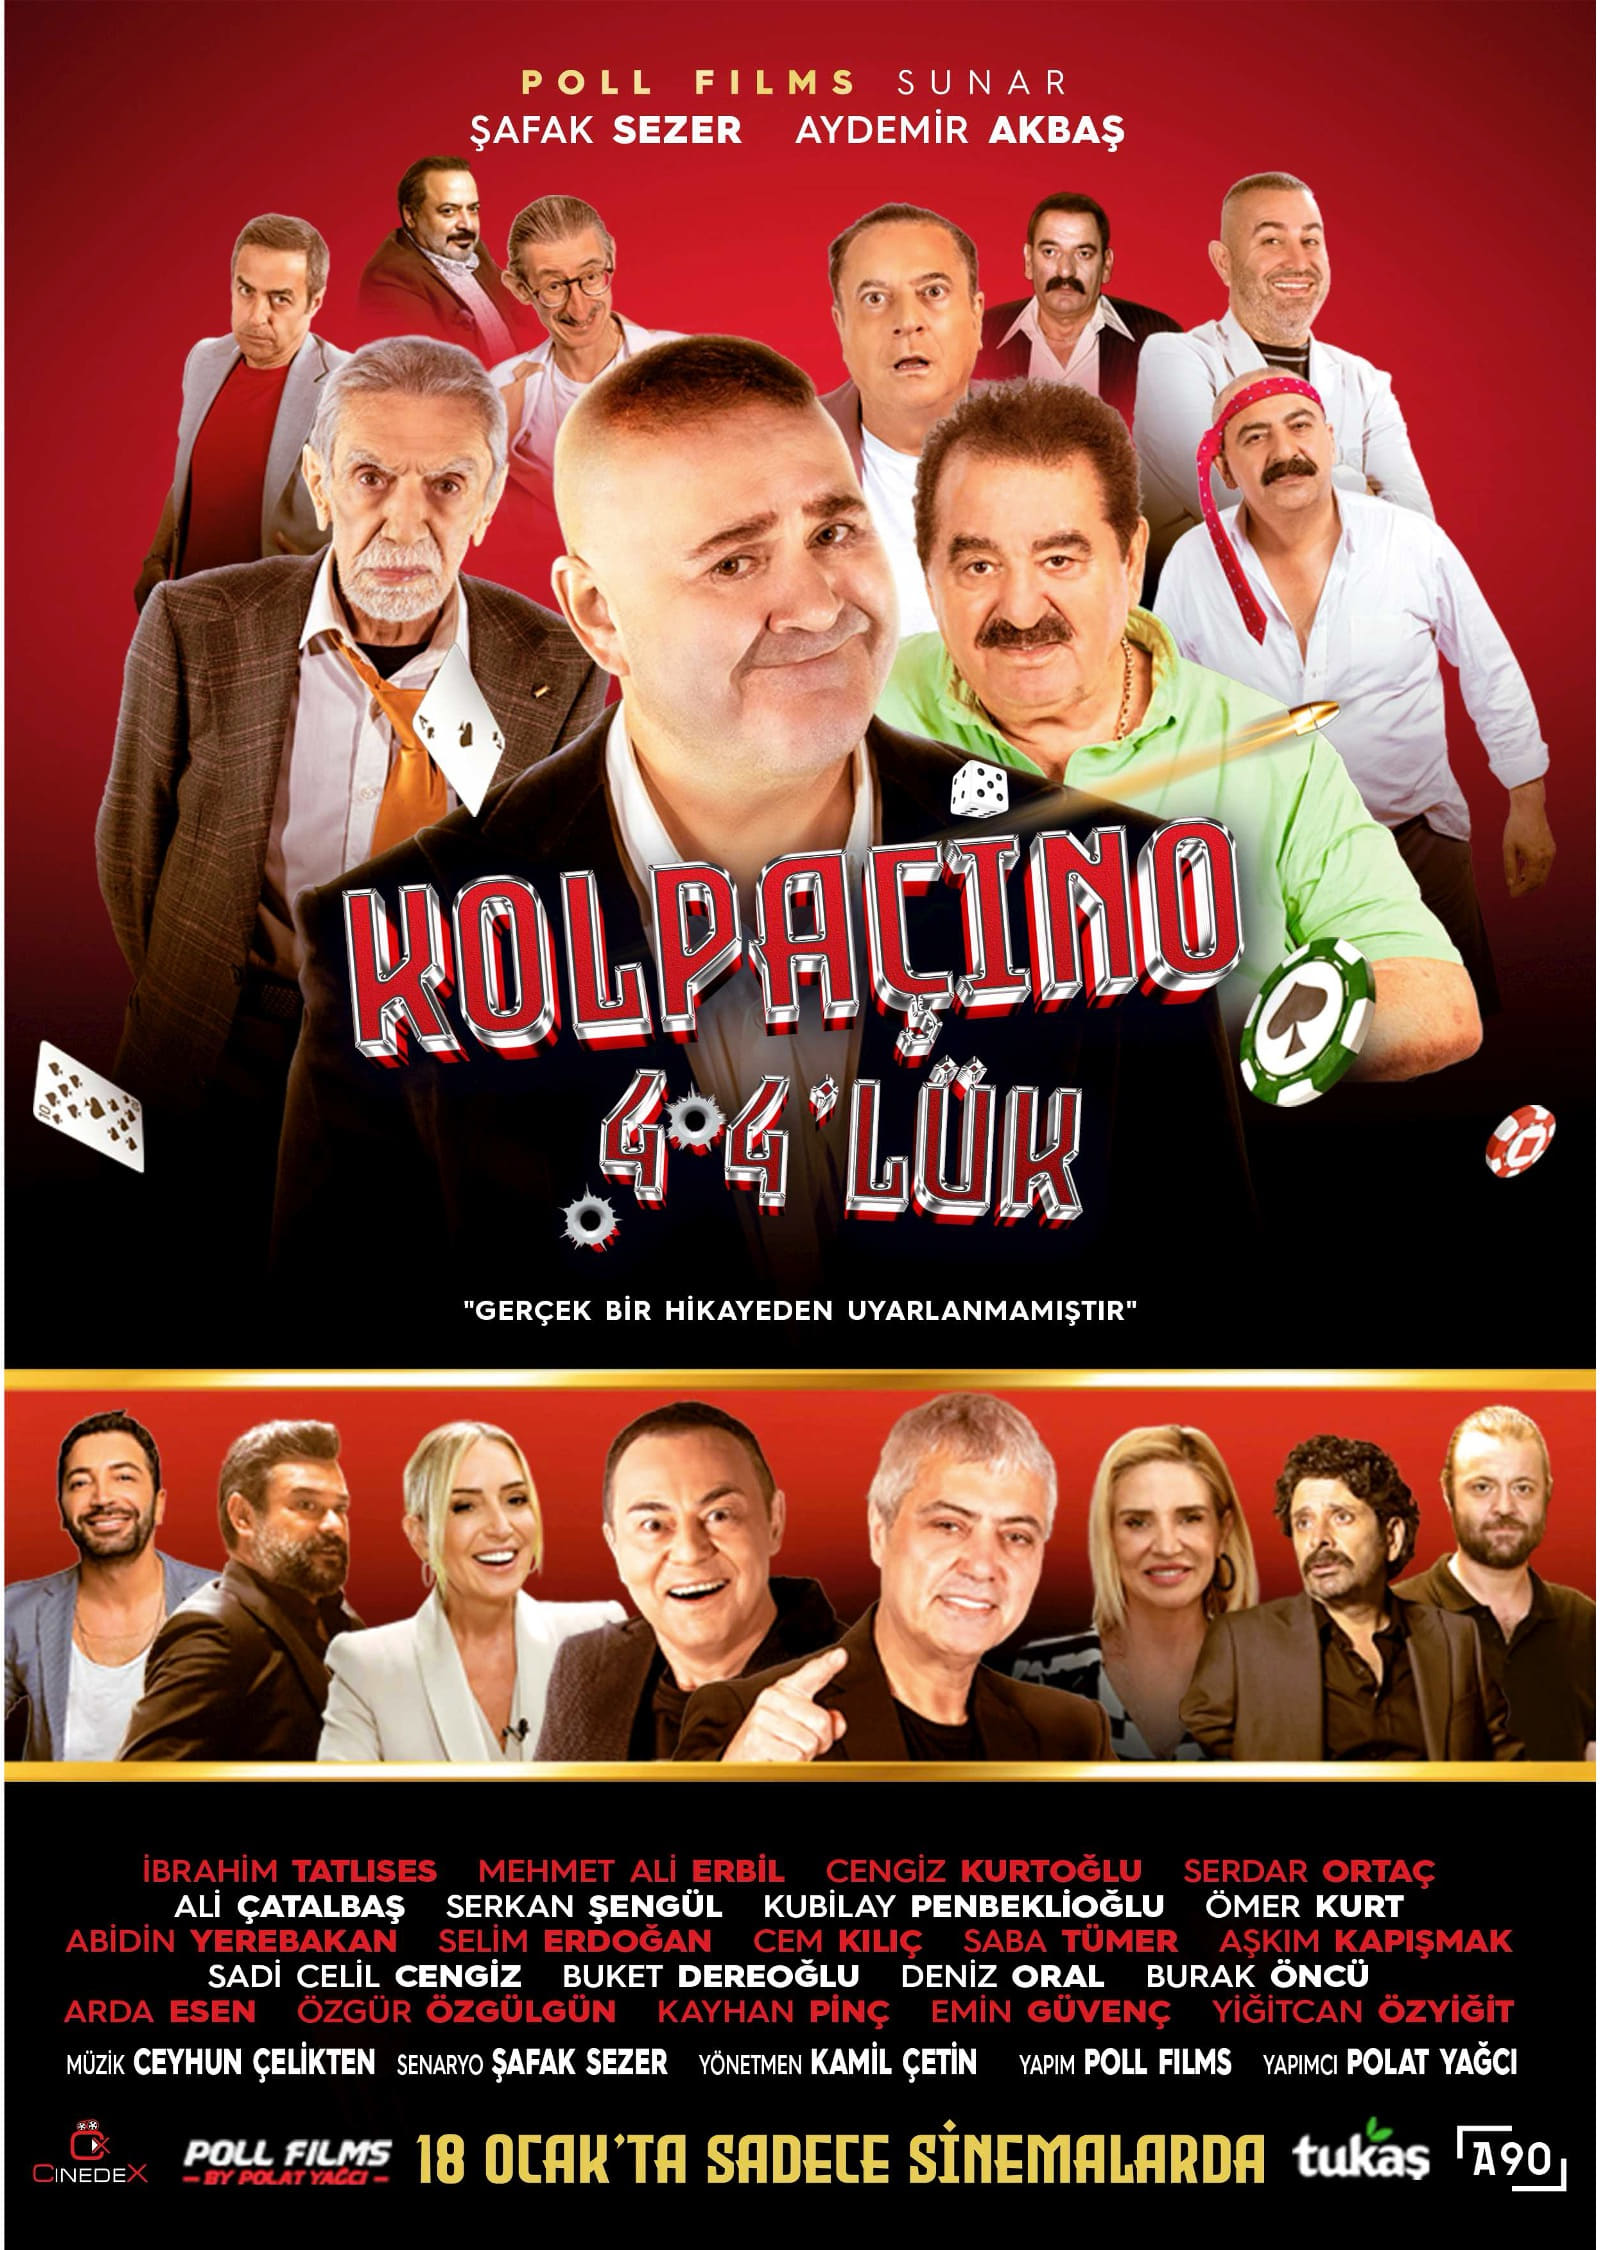 POLL FILMS SUNAR
ŞAFAK SEZER AYDEMİR AKBAŞ
A
KOLPAÇİNO
4.4'LÜK
10
"GERÇEK BİR HİKAYEDEN UYARLANMAMIŞTIR"
İBRAHİM TATLISES MEHMET ALİ ERBİL CENGİZ KURTOĞLU SERDAR ORTAÇ
ALİ ÇATALBAŞ SERKAN ŞENGÜL KUBİLAY PENBEKLİOĞLU ÖMER KURT
ABİDİN YEREBAKAN SELİM ERDOĞAN CEM KILIÇ SABA TÜMER AŞKIM KAPIŞMAK
SADİ CELİL CENGİZ BUKET DEREOĞLU DENİZ ORAL BURAK ÖNCÜ
ARDA ESEN ÖZGÜR ÖZGÜLGÜN KAYHAN PİNÇ EMİN GÜVENÇ YİĞİTCAN ÖZYİĞİT
MÜZİK CEYHUN ÇELİKTEN SENARYO ŞAFAK SEZER YÖNETMEN KAMİL ÇETİN YAPIM POLL FILMS YAPIMCI POLAT YAĞCI
CINEDEX POLL FILMS 18 OCAK'TA SADECE SİNEMALARDA tukaş A90
BY POLAT YAĞCI